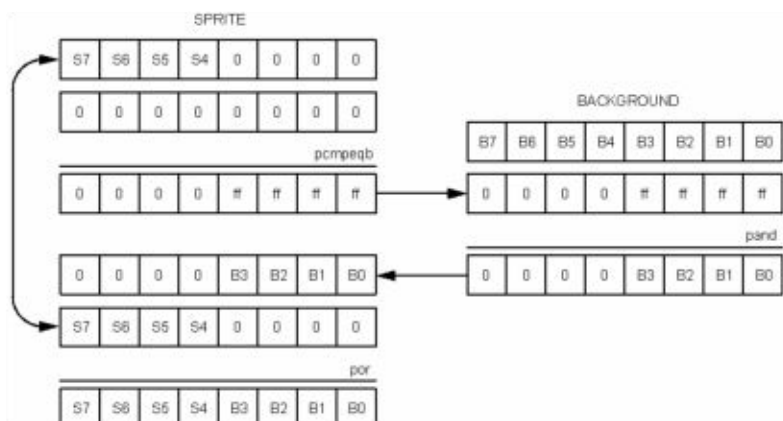 SPRITE
S7 S6 S5 S4 0 0 0 0
0 0 0 0 0 0 0 0
BACKGROUND
pcmpeqb
B7 B6 B5 B4 B3 B2 B1 B0
0 0 0 0 ff ff ff ff
0 0 0 0 ff ff ff ff
pand
0 0 0 0 B3 B2 B1 B0
0 0 0 0 B3 B2 B1 B0
S7 S6 S5 S4 0 0 0 0
por
S7 S6 S5 S4 B3 B2 B1 B0